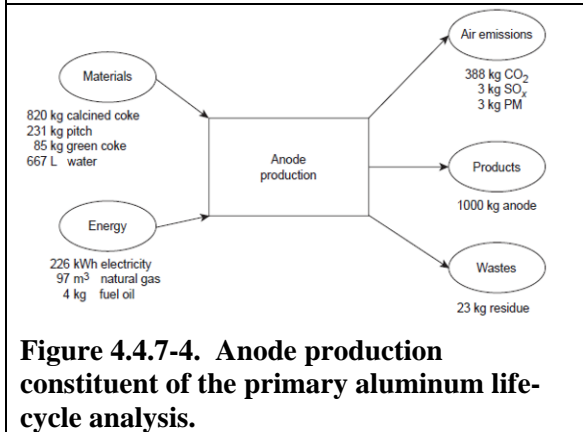 Materials
820 kg calcined coke
231 kg pitch
85 kg green coke
667 L water
Energy
226 kWh electricity
97 m³ natural gas
4 kg fuel oil
Anode
production
Air emissions
388 kg CO₂
3 kg SOₓ
3 kg PM
Products
1000 kg anode
Wastes
23 kg residue
Figure 4.4.7-4. Anode production
constituent of the primary aluminum life-
cycle analysis.